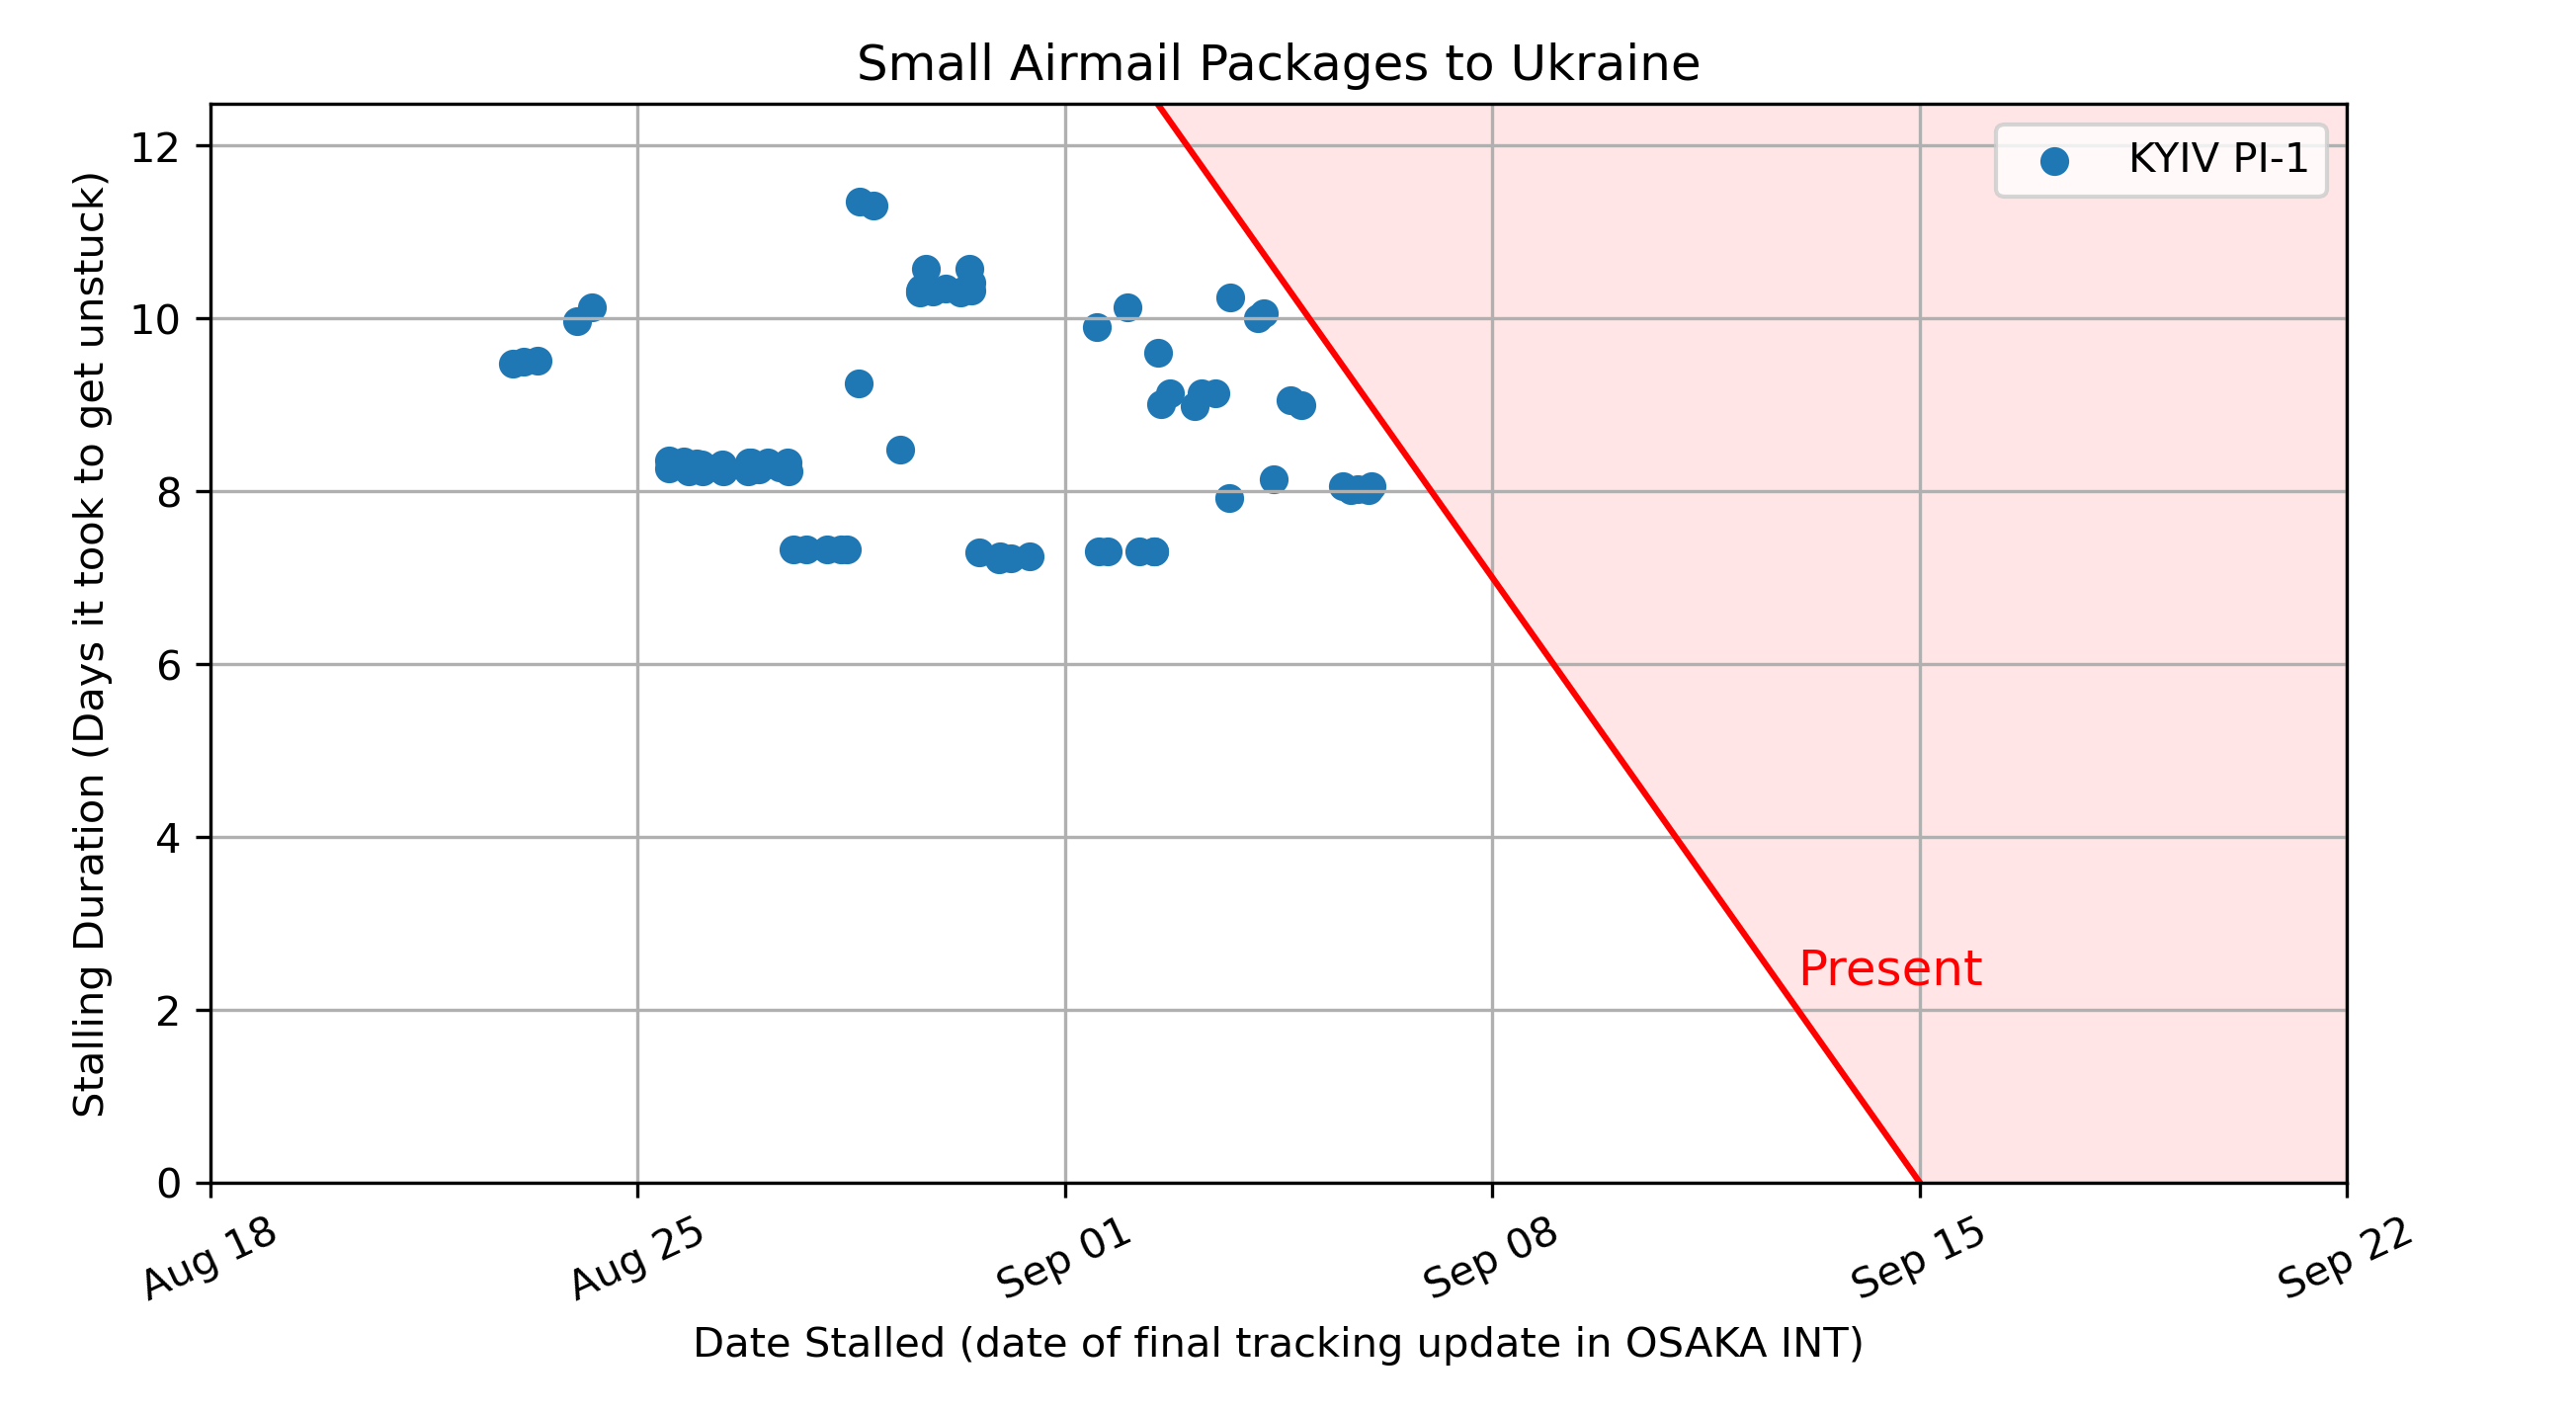 Small Airmail Packages to Ukraine
KYIV PI-1
Stalling Duration (Days it took to get unstuck)
12
10
8
6
4
2
0
Present
Aug 18
Aug 25
Sep 01
Sep 08
Sep 15
Sep 22
Date Stalled (date of final tracking update in OSAKA INT)